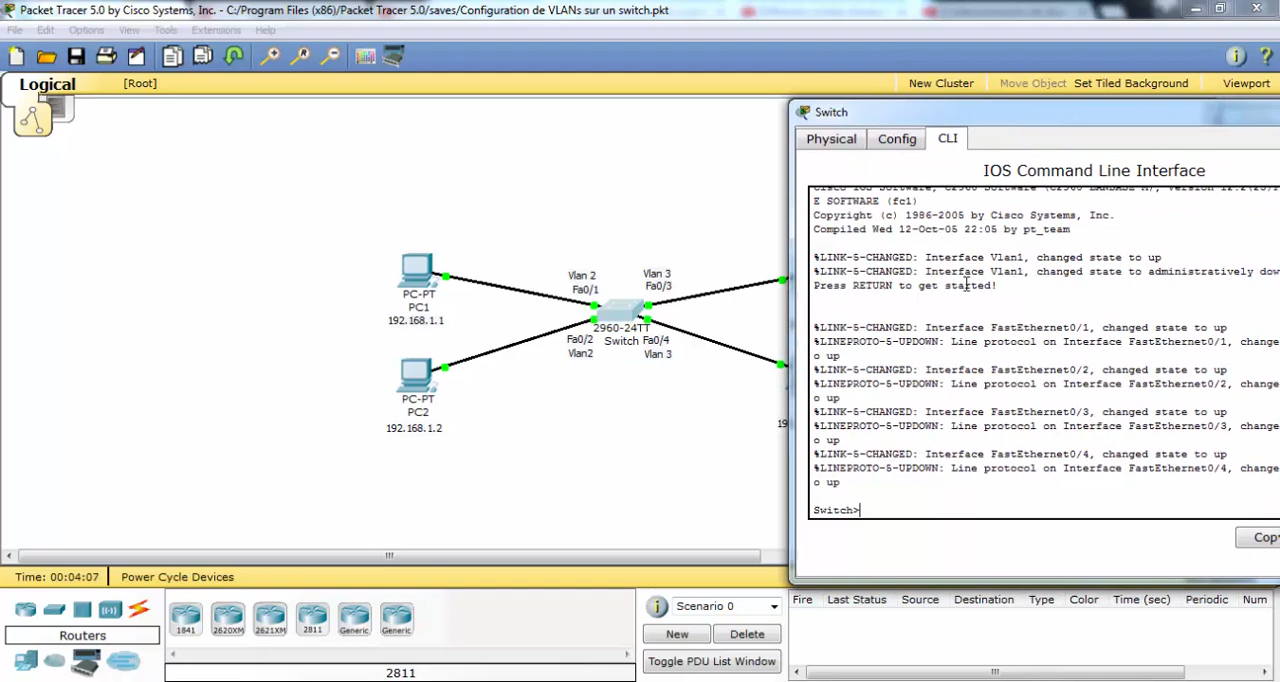 Packet Tracer 5.0 by Cisco Systems, Inc. - C:/Program Files (x86)/Packet Tracer 5.0/saves/Configuration de VLANs sur un switch.pkt
File Edit Options View Tools Extensions Help
Logical [Root] New Cluster Move Object Set Tiled Background Viewport
Switch
Physical Config CLI
IOS Command Line Interface
E SOFTWARE (fc1)
Copyright (c) 1986-2005 by Cisco Systems, Inc.
Compiled Wed 12-Oct-05 22:05 by pt_team
%LINK-5-CHANGED: Interface Vlan1, changed state to up
%LINK-5-CHANGED: Interface Vlan1, changed state to administratively dow
Press RETURN to get started!
%LINK-5-CHANGED: Interface FastEthernet0/1, changed state to up
%LINEPROTO-5-UPDOWN: Line protocol on Interface FastEthernet0/1, change
o up
%LINK-5-CHANGED: Interface FastEthernet0/2, changed state to up
%LINEPROTO-5-UPDOWN: Line protocol on Interface FastEthernet0/2, change
o up
%LINK-5-CHANGED: Interface FastEthernet0/3, changed state to up
%LINEPROTO-5-UPDOWN: Line protocol on Interface FastEthernet0/3, change
o up
%LINK-5-CHANGED: Interface FastEthernet0/4, changed state to up
%LINEPROTO-5-UPDOWN: Line protocol on Interface FastEthernet0/4, change
o up
Switch>
Copy
PC-PT
PC1
192.168.1.1
Vlan 2
Fa0/1
Vlan 3
Fa0/3
2960-24TT
Switch
Fa0/2
Vlan2
Fa0/4
Vlan 3
PC-PT
PC2
192.168.1.2
19
Time: 00:04:07 Power Cycle Devices
Routers
1841 2620XM 2621XM 2811 Generic Generic
2811
Scenario 0
New Delete
Toggle PDU List Window
Fire Last Status Source Destination Type Color Time (sec) Periodic Num